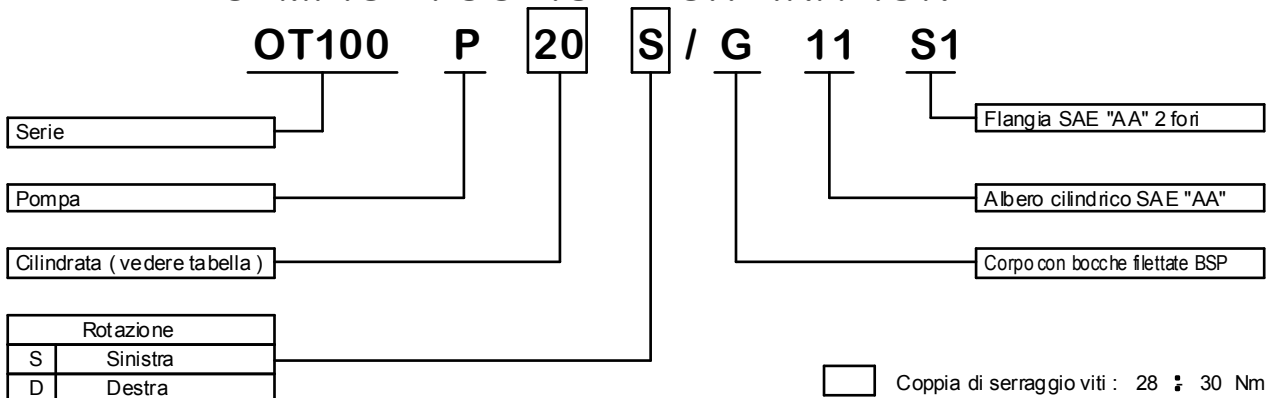 OT100 P 20 S / G 11 S1
Serie
Flangia SAE "AA" 2 fori
Pompa
Albero cilindrico SAE "AA"
Cilindrata ( vedere tabella )
Corpo con bocche filettate BSP
Rotazione
S Sinistra
D Destra
Coppia di serraggio viti : 28 ÷ 30 Nm